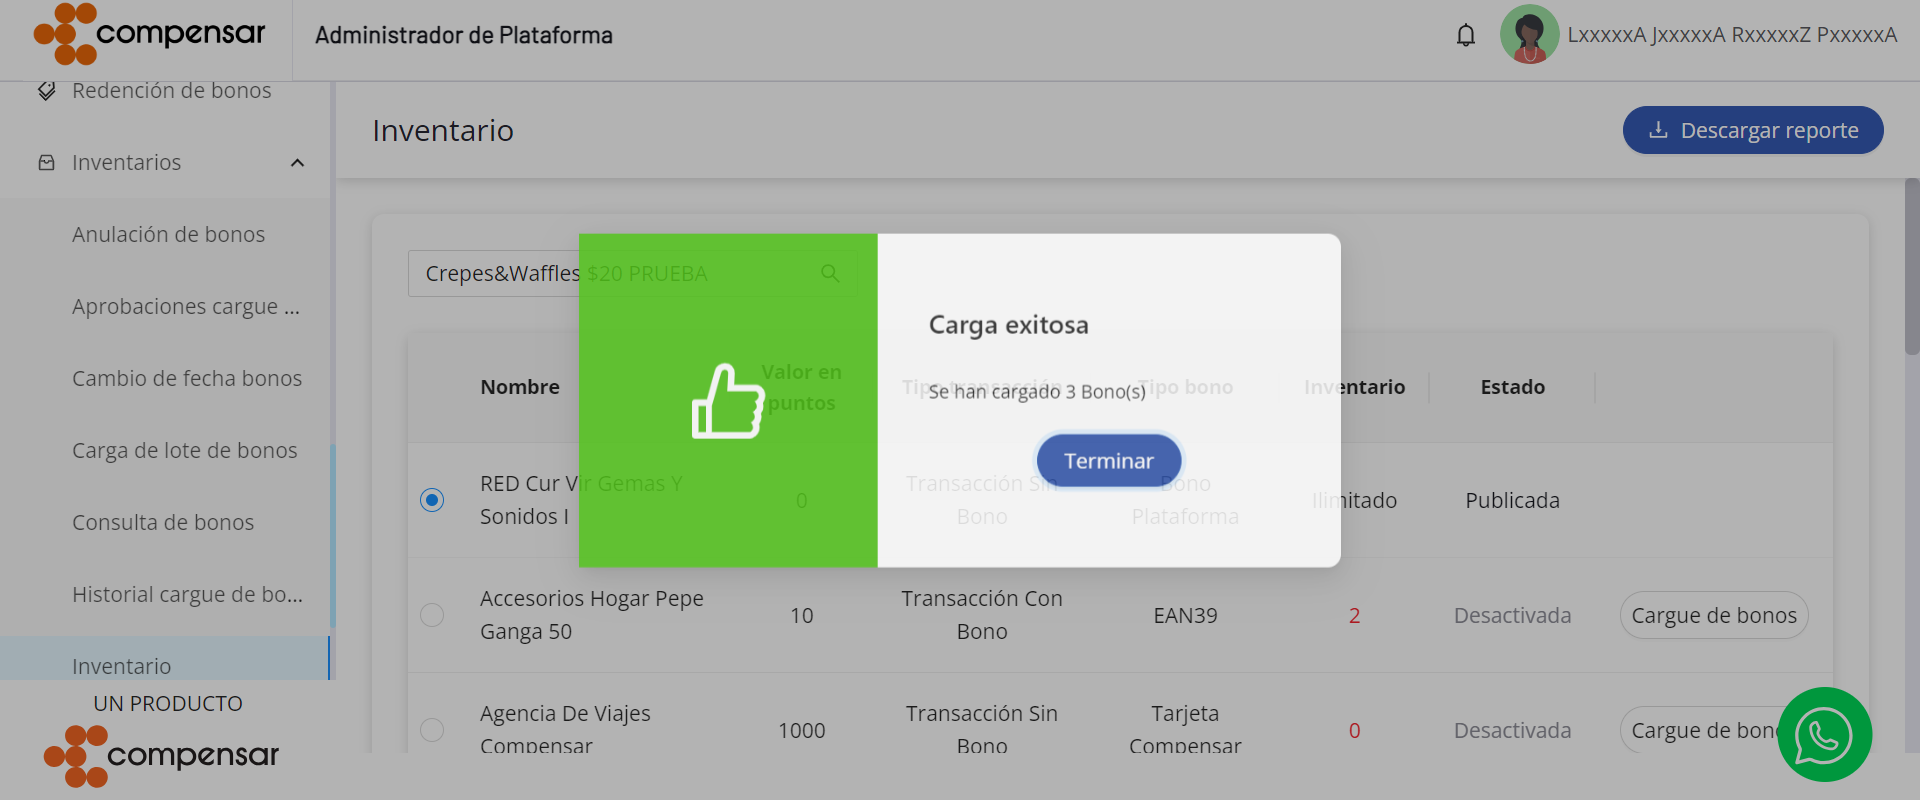 compensar
Administrador de Plataforma
LxxxxxA JxxxxxA RxxxxxZ PxxxxxA
Redención de bonos
Inventarios
Anulación de bonos
Aprobaciones cargue ...
Cambio de fecha bonos
Carga de lote de bonos
Consulta de bonos
Historial cargue de bo...
Inventario
UN PRODUCTO
compensar
Inventario
Descargar reporte
Crepes&Waffles $20 PRUEBA
Nombre
Valor en
puntos
Tipo transacción
Tipo bono
Inventario
Estado
RED Cur Vir Gemas Y
Sonidos I
0
Transacción Sin
Bono
Bono
Plataforma
Ilimitado
Publicada
Accesorios Hogar Pepe
Ganga 50
10
Transacción Con
Bono
EAN39
2
Desactivada
Cargue de bonos
Agencia De Viajes
Compensar
1000
Transacción Sin
Bono
Tarjeta
Compensar
0
Desactivada
Cargue de bono
Carga exitosa
Se han cargado 3 Bono(s)
Terminar